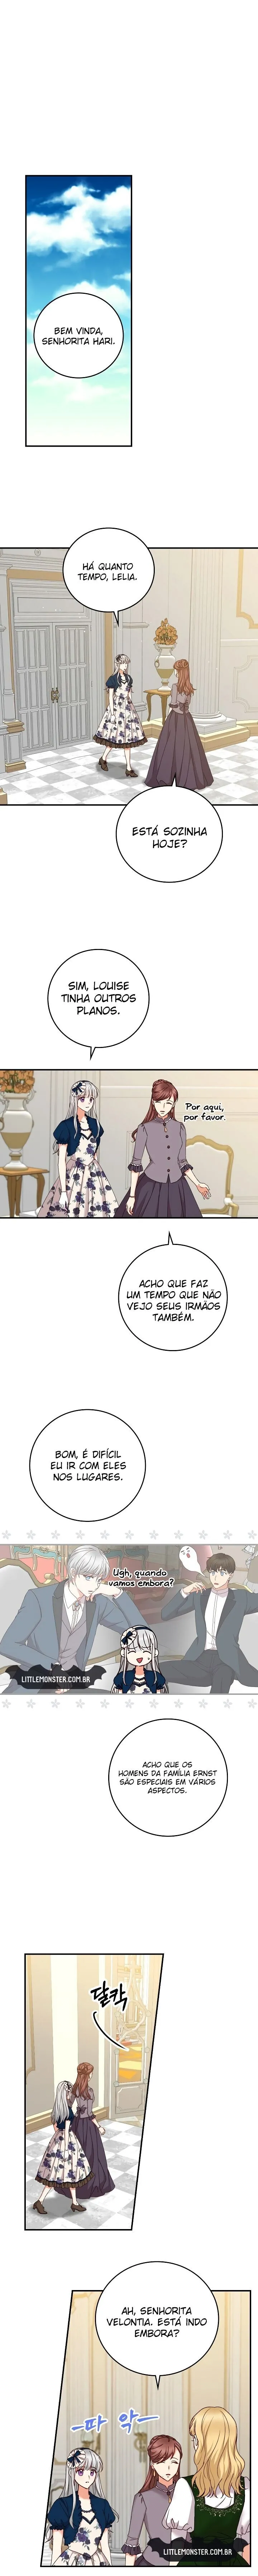 BEM VINDA,
SENHORITA HARI.
HÁ QUANTO
TEMPO, LELIA.
ESTÁ SOZINHA
HOJE?
SIM, LOUISE
TINHA OUTROS
PLANOS.
Por aqui,
por favor.
ACHO QUE FAZ
UM TEMPO QUE NÃO
VEJO SEUS IRMÃOS
TAMBÉM.
BOM, É DIFÍCIL
EU IR COM ELES
NOS LUGARES.
Ugh, quando
vamos embora?
LITTLEMONSTER.COM.BR
ACHO QUE OS
HOMENS DA FAMÍLIA ERNST
SÃO ESPECIAIS EM VÁRIOS
ASPECTOS.
달칵
AH, SENHORITA
VELONTIA. ESTÁ INDO
EMBORA?
따악
LITTLEMONSTER.COM.BR